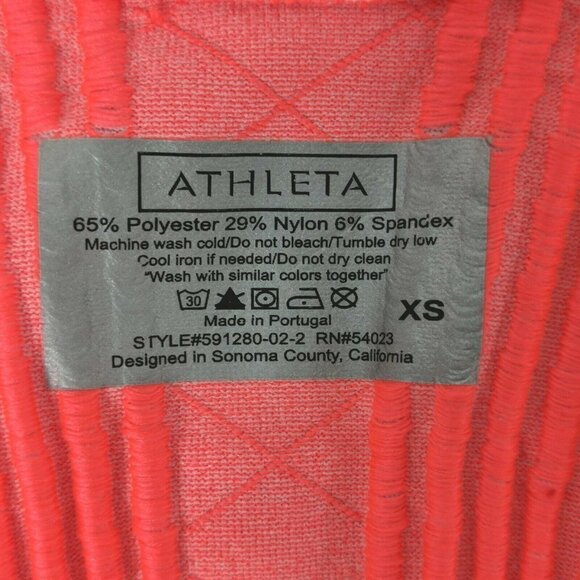 ATHLETA
65% Polyester 29% Nylon 6% Spandex
Machine wash cold/Do not bleach/Tumble dry low
Cool iron if needed/Do not dry clean
"Wash with similar colors together"
30
XS
Made in Portugal
STYLE#591280-02-2 RN#54023
Designed in Sonoma County, California